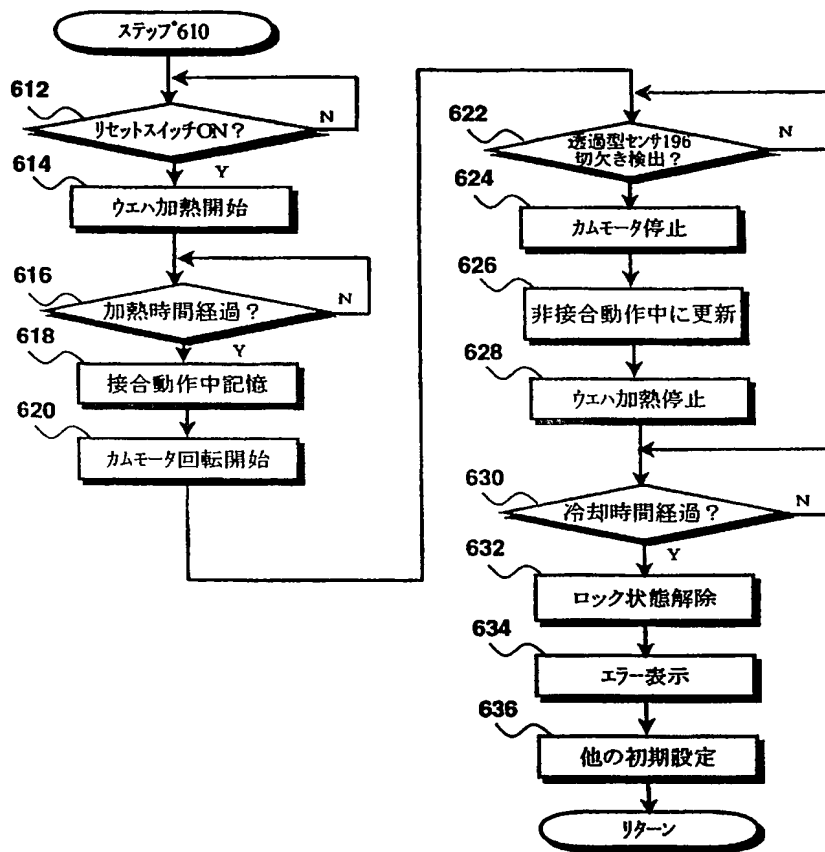 ステップ610
612
リセットスイッチON？
N
Y
614
ウエハ加熱開始
616
加熱時間経過？
N
Y
618
接合動作中記憶
620
カムモータ回転開始
622
透過型センサ196
切欠き検出？
N
624
カムモータ停止
626
非接合動作中に更新
628
ウエハ加熱停止
630
冷却時間経過？
N
Y
632
ロック状態解除
634
エラー表示
636
他の初期設定
リターン